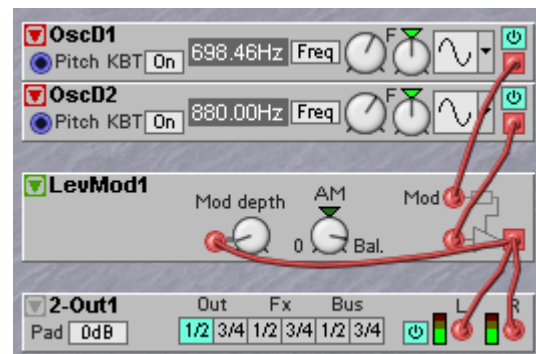 OscD1
Pitch KBT On 698.46Hz Freq F
OscD2
Pitch KBT On 880.00Hz Freq F
LevMod1
Mod depth AM Mod
0 Bal.
2-Out1 Out Fx Bus L R
Pad 0dB 1/2 3/4 1/2 3/4 1/2 3/4